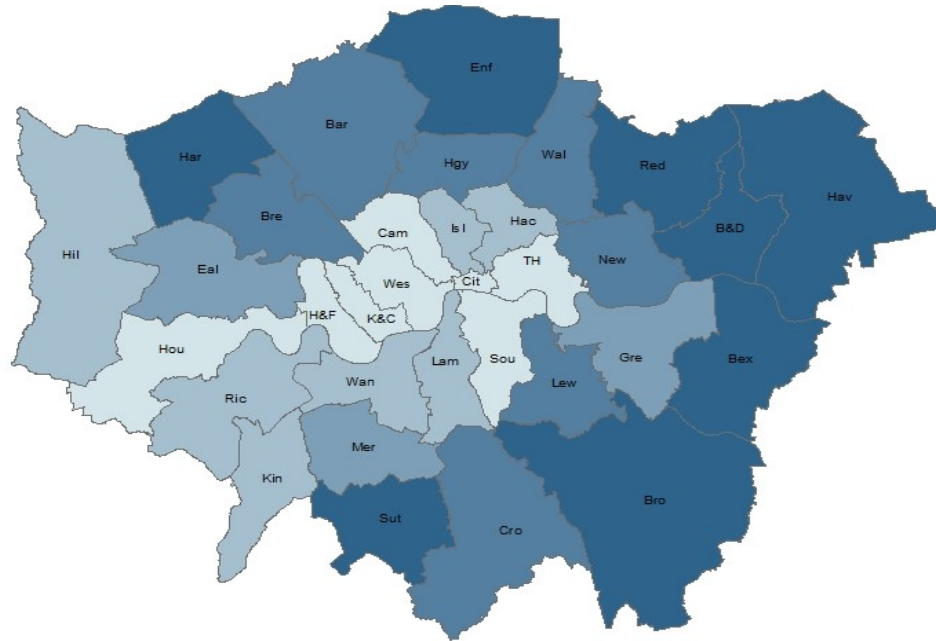 Enf
Bar
Har
Hgy
Wal
Red
Hav
Bre
Cam
Isl
Hac
B&D
Hil
Eal
TH
New
Wes
Cit
H&F
K&C
Hou
Sou
Gre
Bex
Lam
Wan
Lew
Ric
Mer
Kin
Bro
Sut
Cro